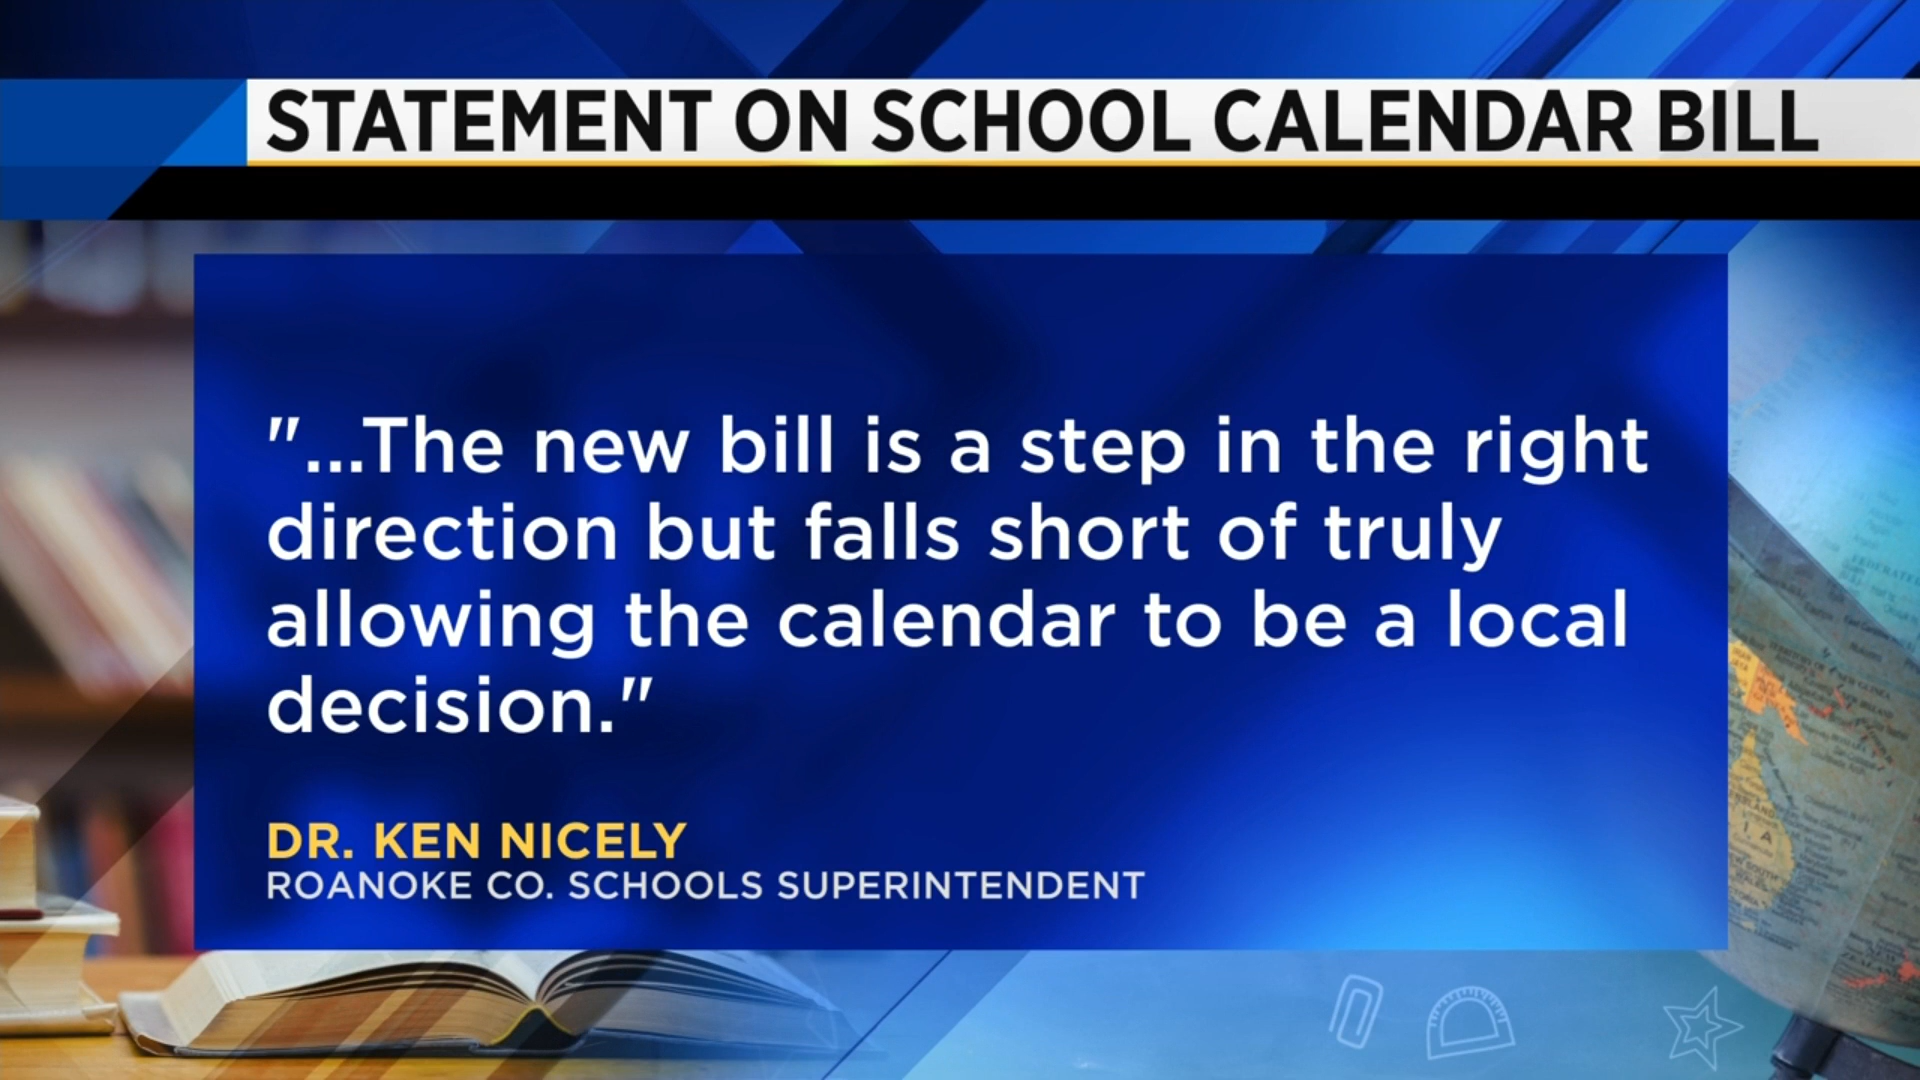 STATEMENT ON SCHOOL CALENDAR BILL
"...The new bill is a step in the right
direction but falls short of truly
allowing the calendar to be a local
decision."
DR. KEN NICELY
ROANOKE CO. SCHOOLS SUPERINTENDENT